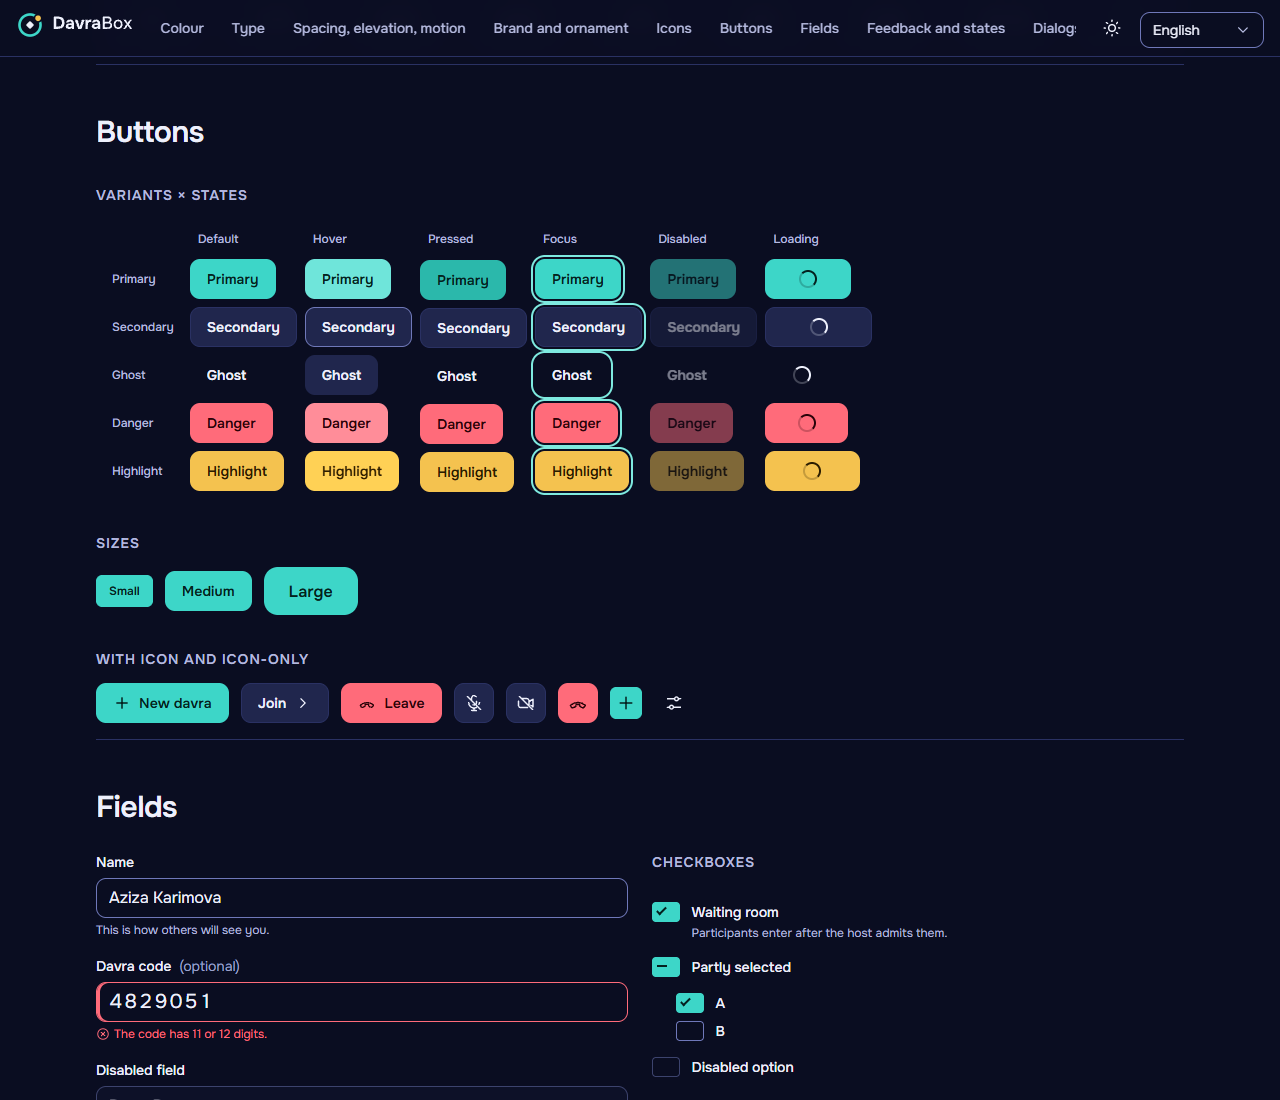 DavraBox Colour Type Spacing, elevation, motion Brand and ornament Icons Buttons Fields Feedback and states Dialogs English
Buttons
VARIANTS × STATES
Default Hover Pressed Focus Disabled Loading
Primary Primary Primary Primary Primary Primary
Secondary Secondary Secondary Secondary Secondary Secondary
Ghost Ghost Ghost Ghost Ghost Ghost
Danger Danger Danger Danger Danger Danger
Highlight Highlight Highlight Highlight Highlight Highlight
SIZES
Small Medium Large
WITH ICON AND ICON-ONLY
New davra Join Leave
Fields
Name
Aziza Karimova
This is how others will see you.
Davra code (optional)
4829051
The code has 11 or 12 digits.
Disabled field
CHECKBOXES
Waiting room
Participants enter after the host admits them.
Partly selected
A
B
Disabled option